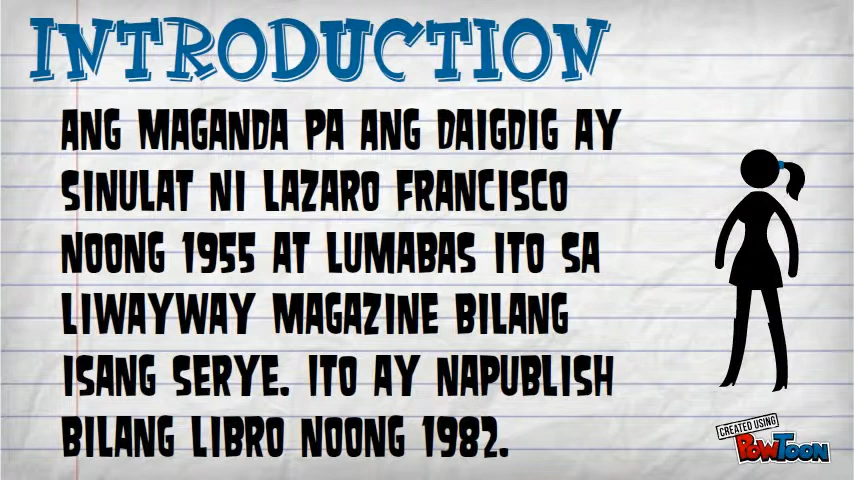 INTRODUCTION
ANG MAGANDA PA ANG DAIGDIG AY
SINULAT NI LAZARO FRANCISCO
NOONG 1955 AT LUMABAS ITO SA
LIWAYWAY MAGAZINE BILANG
ISANG SERYE. ITO AY NAPUBLISH
BILANG LIBRO NOONG 1982.
CREATED USING
POWTOON